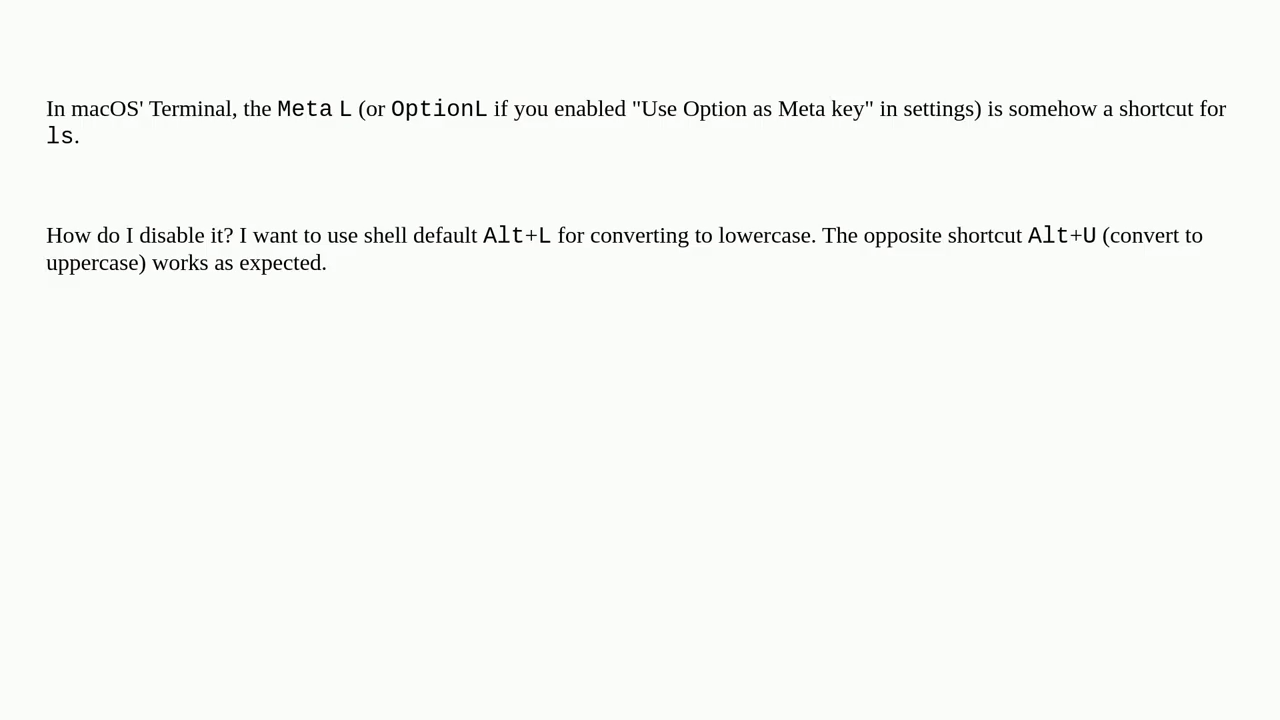 In macOS' Terminal, the Meta L (or OptionL if you enabled "Use Option as Meta key" in settings) is somehow a shortcut for
ls.
How do I disable it? I want to use shell default Alt+L for converting to lowercase. The opposite shortcut Alt+U (convert to
uppercase) works as expected.